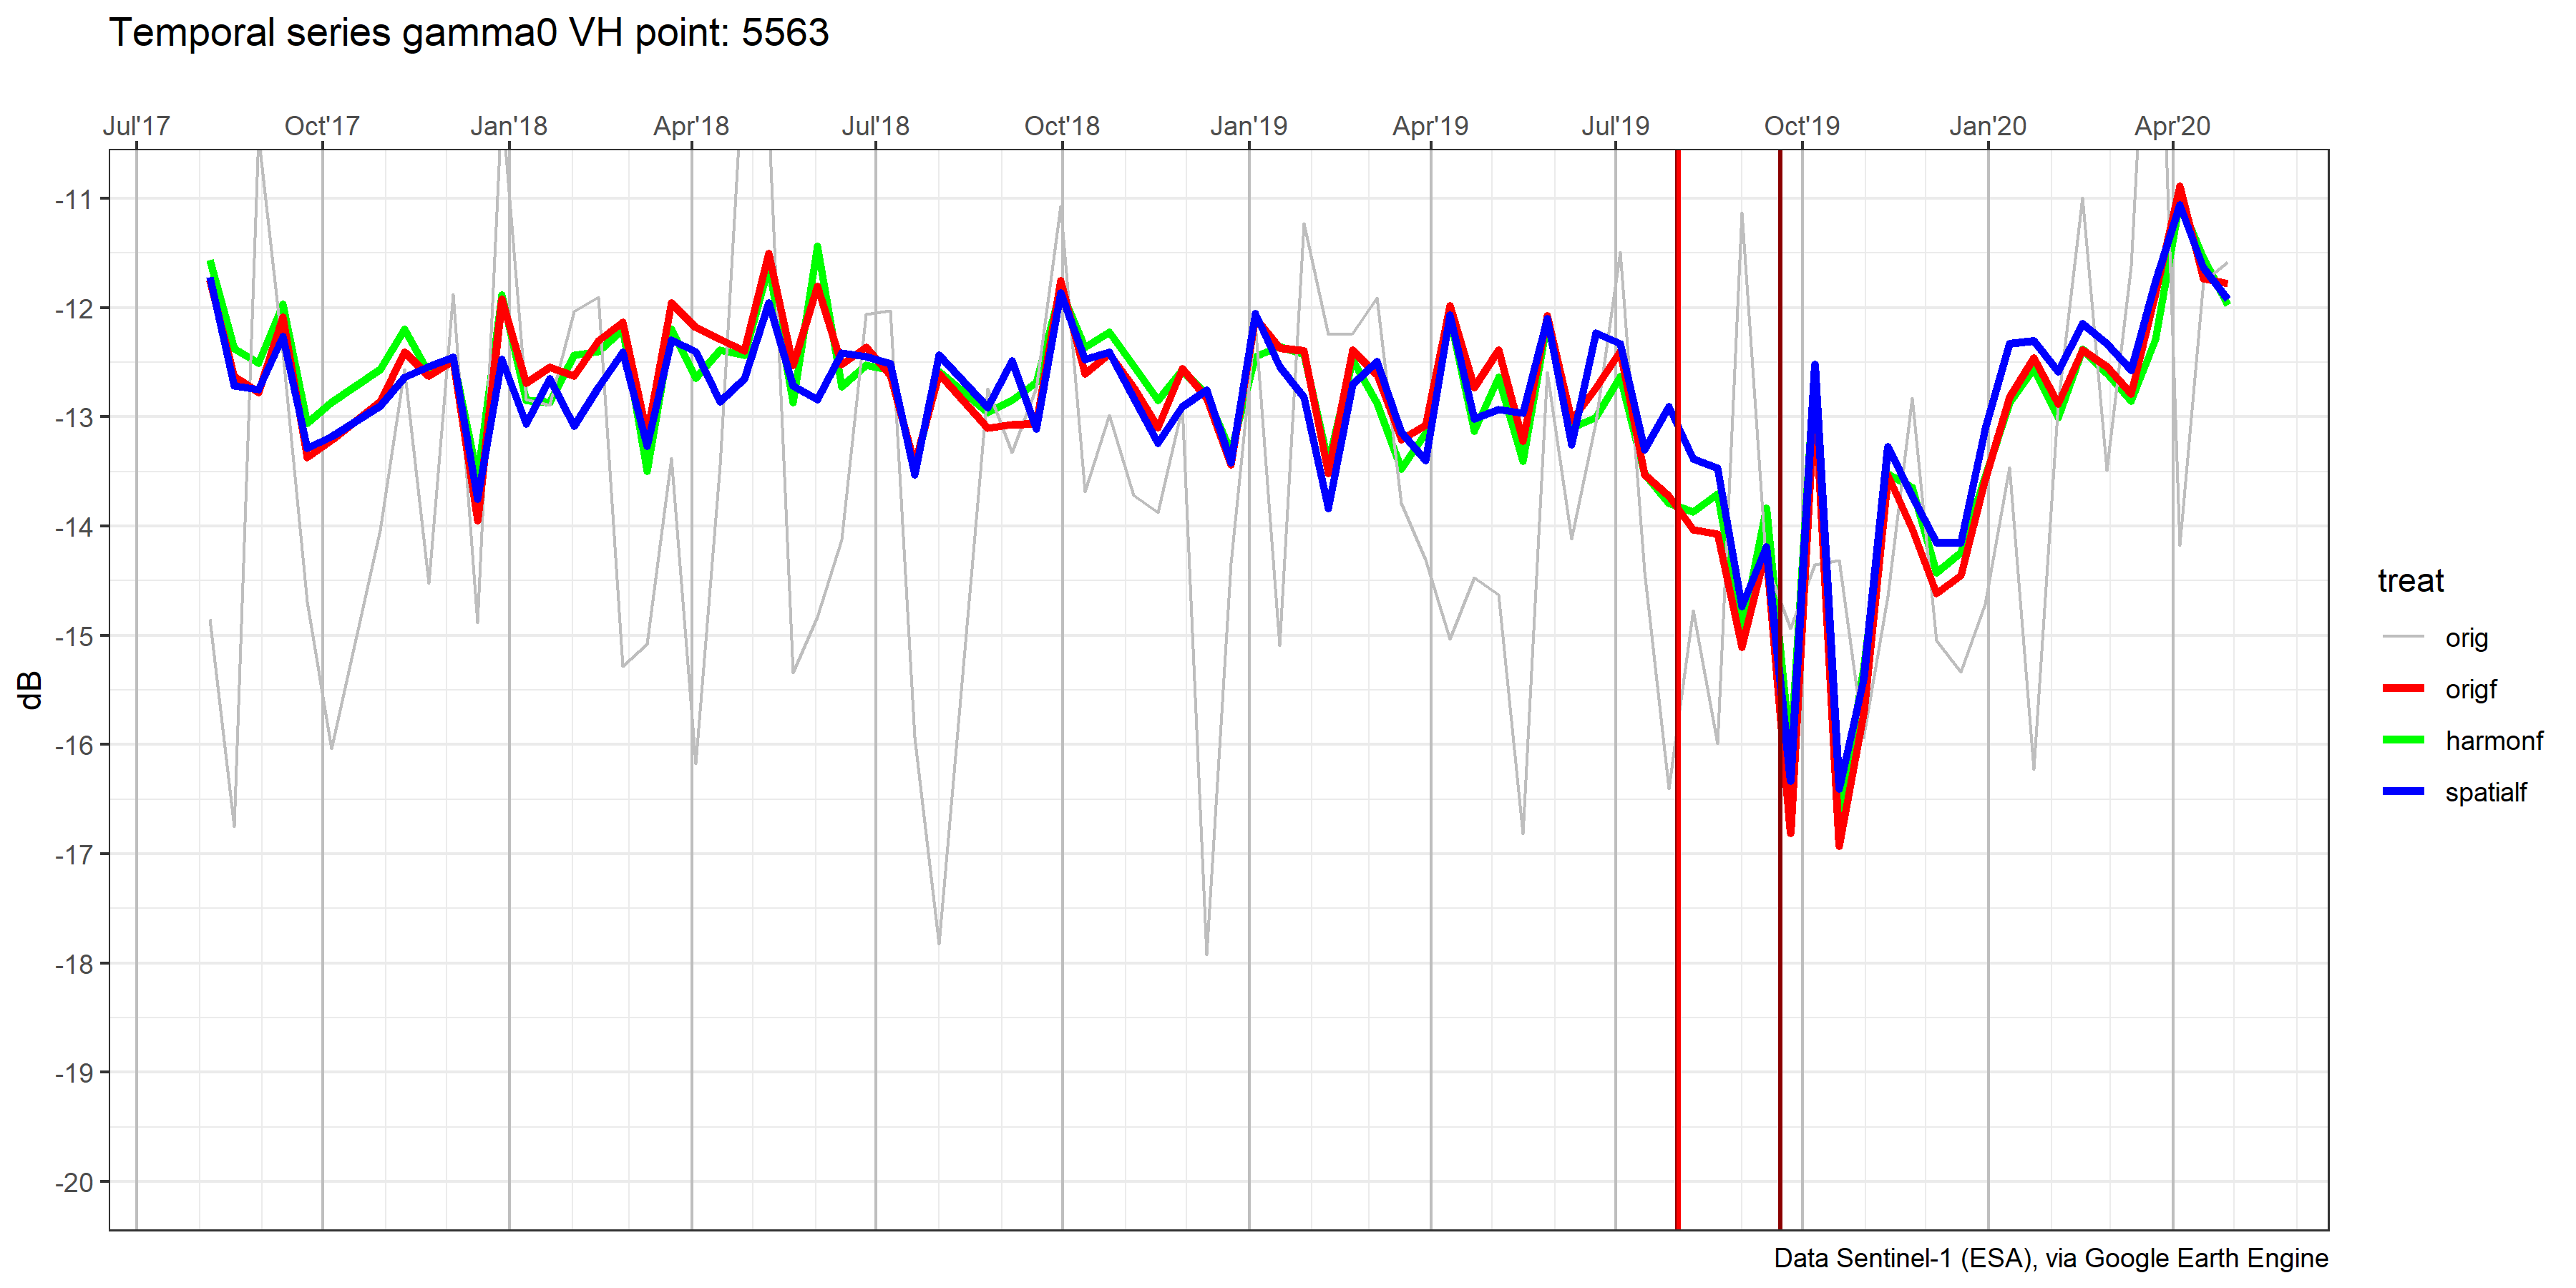 Temporal series gamma0 VH point: 5563
Jul'17 Oct'17 Jan'18 Apr'18 Jul'18 Oct'18 Jan'19 Apr'19 Jul'19 Oct'19 Jan'20 Apr'20
-11
-12
-13
-14
-15
-16
-17
-18
-19
-20
dB
treat
orig
origf
harmonf
spatialf
Data Sentinel-1 (ESA), via Google Earth Engine